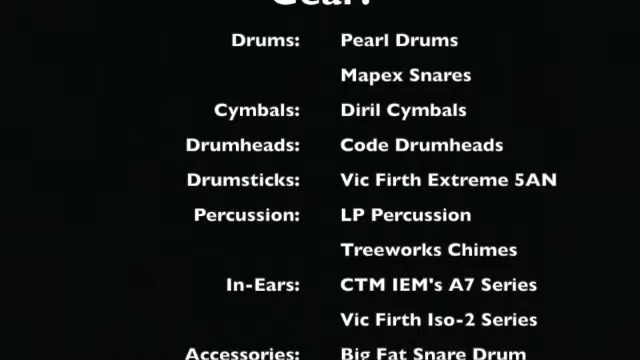 Gear:
Drums: Pearl Drums
Mapex Snares
Cymbals: Diril Cymbals
Drumheads: Code Drumheads
Drumsticks: Vic Firth Extreme 5AN
Percussion: LP Percussion
Treeworks Chimes
In-Ears: CTM IEM's A7 Series
Vic Firth Iso-2 Series
Accessories: Big Fat Snare Drum